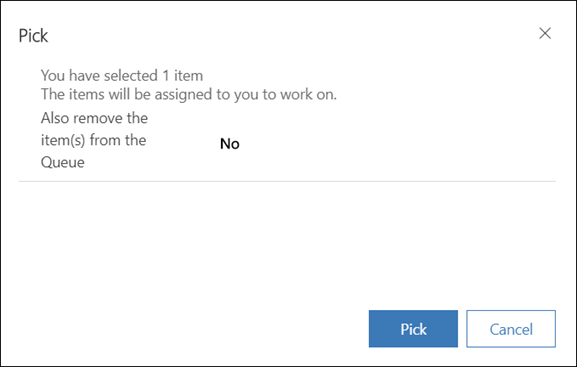 Pick
You have selected 1 item
The items will be assigned to you to work on.
Also remove the
item(s) from the
Queue
No
Pick
Cancel